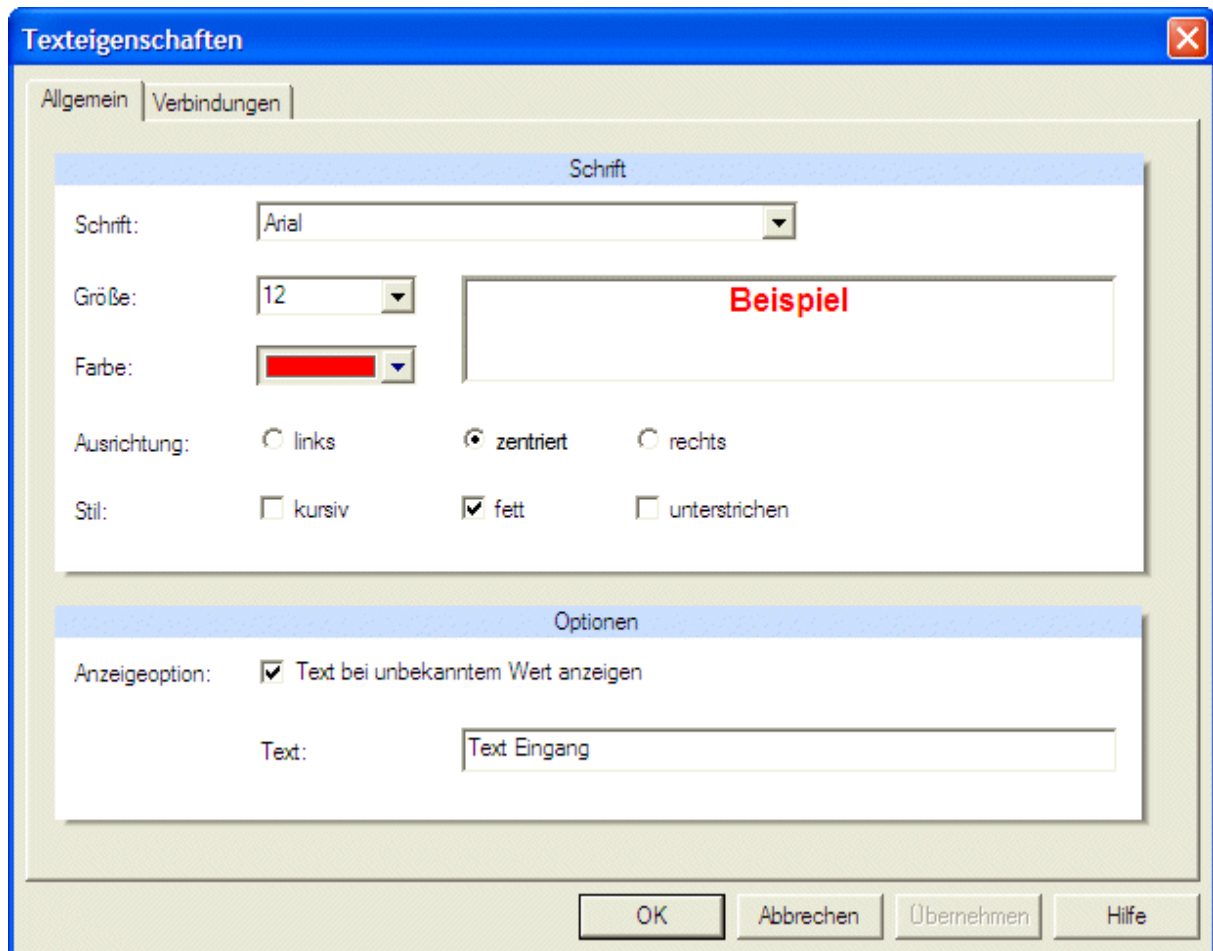 Texteigenschaften
Allgemein Verbindungen
Schrift
Schrift: Arial
Größe: 12 Beispiel
Farbe:
Ausrichtung: links zentriert rechts
Stil: kursiv fett unterstrichen
Optionen
Anzeigeoption: Text bei unbekanntem Wert anzeigen
Text: Text Eingang
OK Abbrechen Übernehmen Hilfe